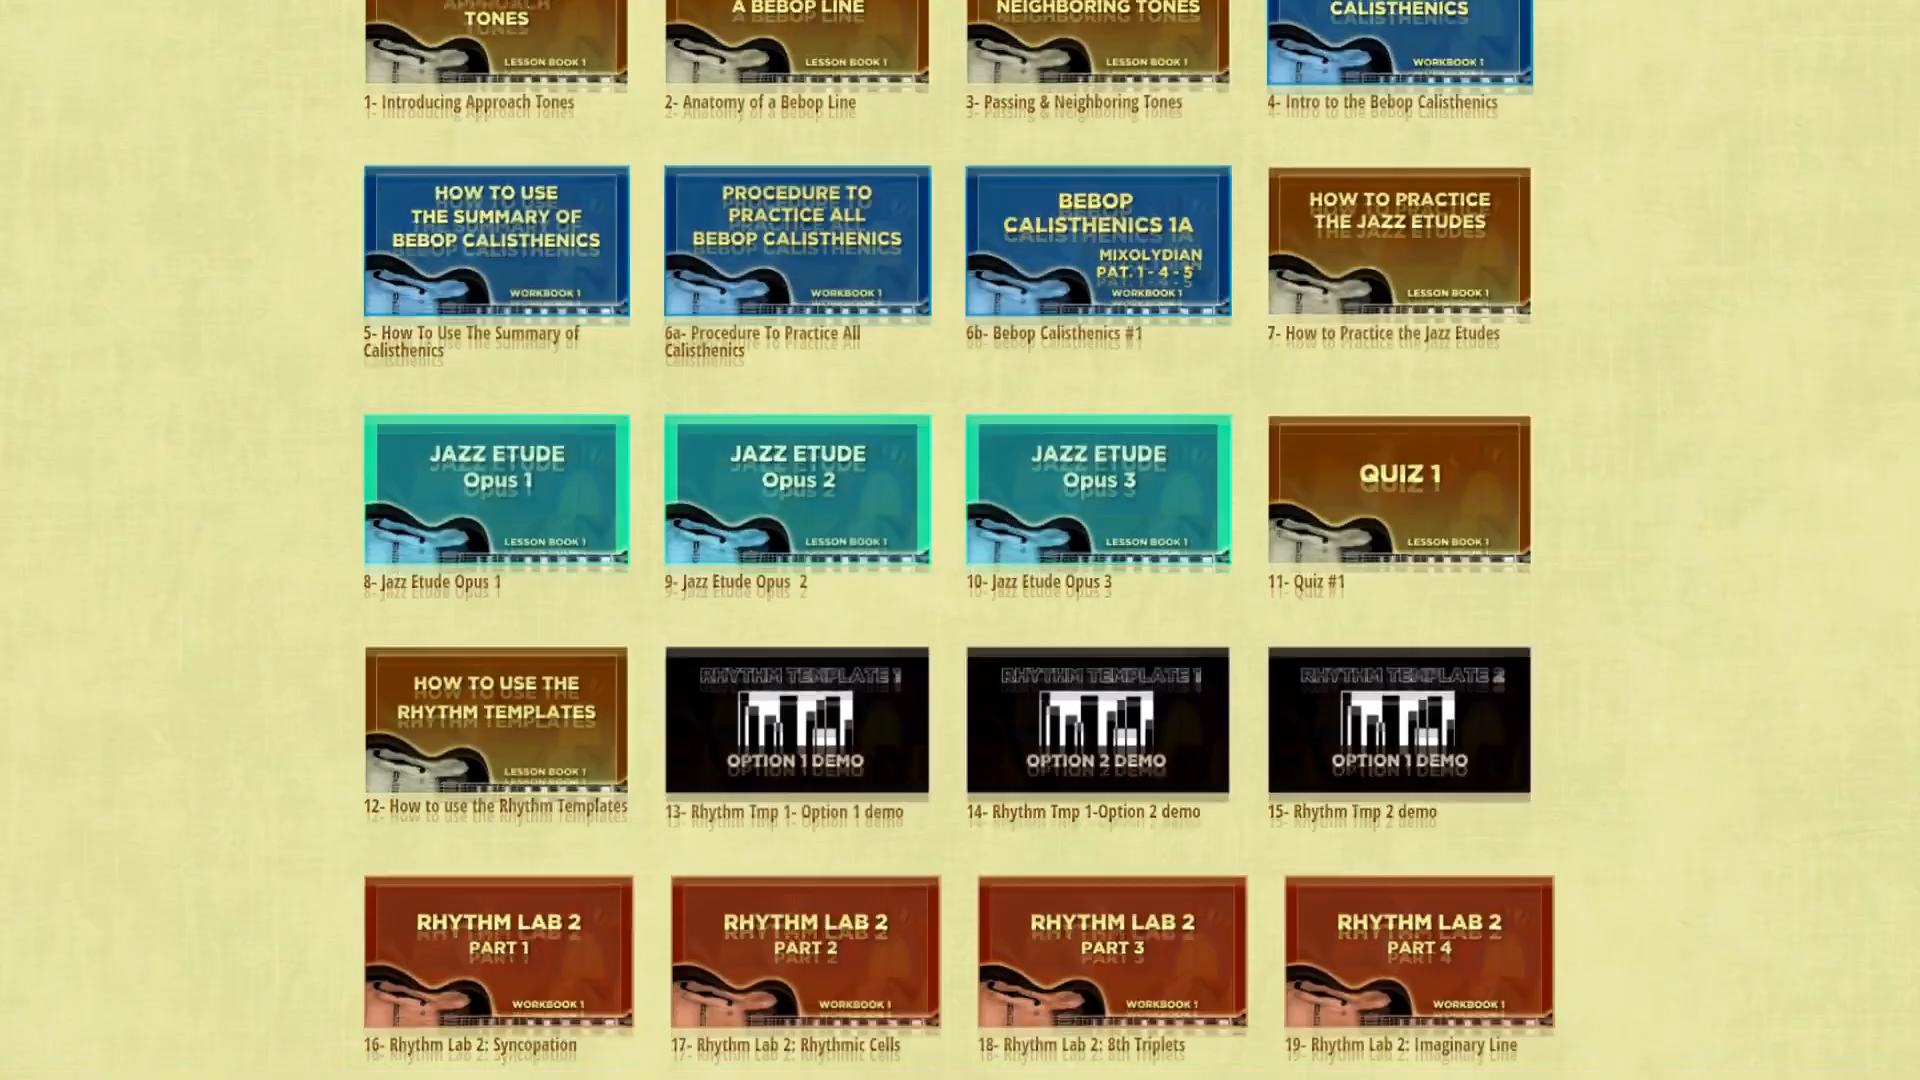 APPROACH
TONES
LESSON BOOK 1
A BEBOP LINE
LESSON BOOK 1
NEIGHBORING TONES
LESSON BOOK 1
CALISTHENICS
WORKBOOK 1
1- Introducing Approach Tones
2- Anatomy of a Bebop Line
3- Passing & Neighboring Tones
4- Intro to the Bebop Calisthenics
HOW TO USE
THE SUMMARY OF
BEBOP CALISTHENICS
WORKBOOK 1
PROCEDURE TO
PRACTICE ALL
BEBOP CALISTHENICS
WORKBOOK 1
BEBOP
CALISTHENICS 1A
MIXOLYDIAN
PAT. 1 - 4 - 5
WORKBOOK 1
HOW TO PRACTICE
THE JAZZ ETUDES
LESSON BOOK 1
5- How To Use The Summary of
Calisthenics
6a- Procedure To Practice All
Calisthenics
6b- Bebop Calisthenics #1
7- How to Practice the Jazz Etudes
JAZZ ETUDE
Opus 1
LESSON BOOK 1
JAZZ ETUDE
Opus 2
LESSON BOOK 1
JAZZ ETUDE
Opus 3
LESSON BOOK 1
QUIZ 1
LESSON BOOK 1
8- Jazz Etude Opus 1
9- Jazz Etude Opus 2
10- Jazz Etude Opus 3
11- Quiz #1
HOW TO USE THE
RHYTHM TEMPLATES
LESSON BOOK 1
RHYTHM TEMPLATE 1
OPTION 1 DEMO
RHYTHM TEMPLATE 1
OPTION 2 DEMO
RHYTHM TEMPLATE 2
OPTION 1 DEMO
12- How to use the Rhythm Templates
13- Rhythm Tmp 1- Option 1 demo
14- Rhythm Tmp 1-Option 2 demo
15- Rhythm Tmp 2 demo
RHYTHM LAB 2
PART 1
WORKBOOK 1
RHYTHM LAB 2
PART 2
WORKBOOK 1
RHYTHM LAB 2
PART 3
WORKBOOK 1
RHYTHM LAB 2
PART 4
WORKBOOK 1
16- Rhythm Lab 2: Syncopation
17- Rhythm Lab 2: Rhythmic Cells
18- Rhythm Lab 2: 8th Triplets
19- Rhythm Lab 2: Imaginary Line